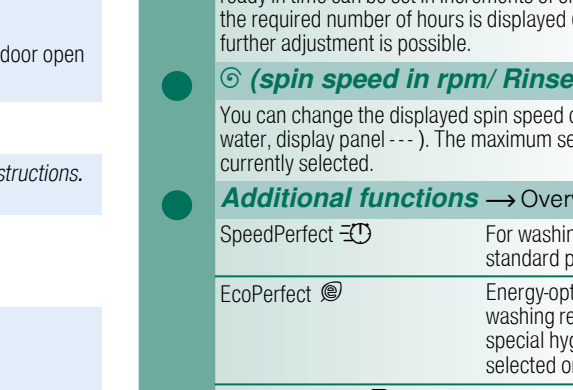 door open
structions.
ready in time can be set in increments of
the required number of hours is displayed
further adjustment is possible.
(spin speed in rpm/ Rinse
You can change the displayed spin speed
water, display panel - - - ). The maximum se
currently selected.
Additional functions → Overv
SpeedPerfect
For washin
standard p
EcoPerfect
Energy-opt
washing re
special hyg
selected o